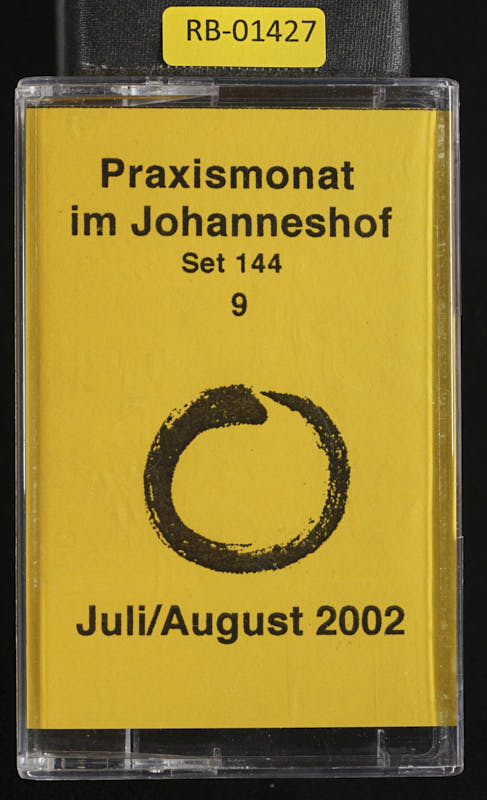 RB-01427
Praxismonat
im Johanneshof
Set 144
9
Juli/August 2002